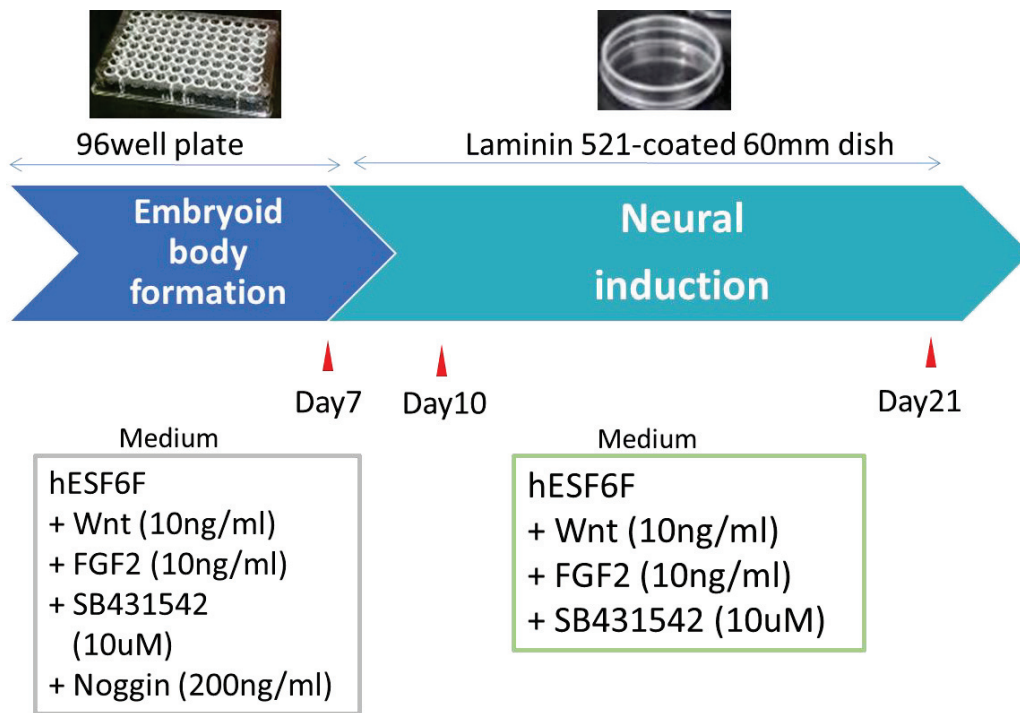 96well plate
Laminin 521-coated 60mm dish
Embryoid
body
formation
Neural
induction
Day7
Day10
Day21
Medium
hESF6F
+ Wnt (10ng/ml)
+ FGF2 (10ng/ml)
+ SB431542
(10uM)
+ Noggin (200ng/ml)
Medium
hESF6F
+ Wnt (10ng/ml)
+ FGF2 (10ng/ml)
+ SB431542 (10uM)